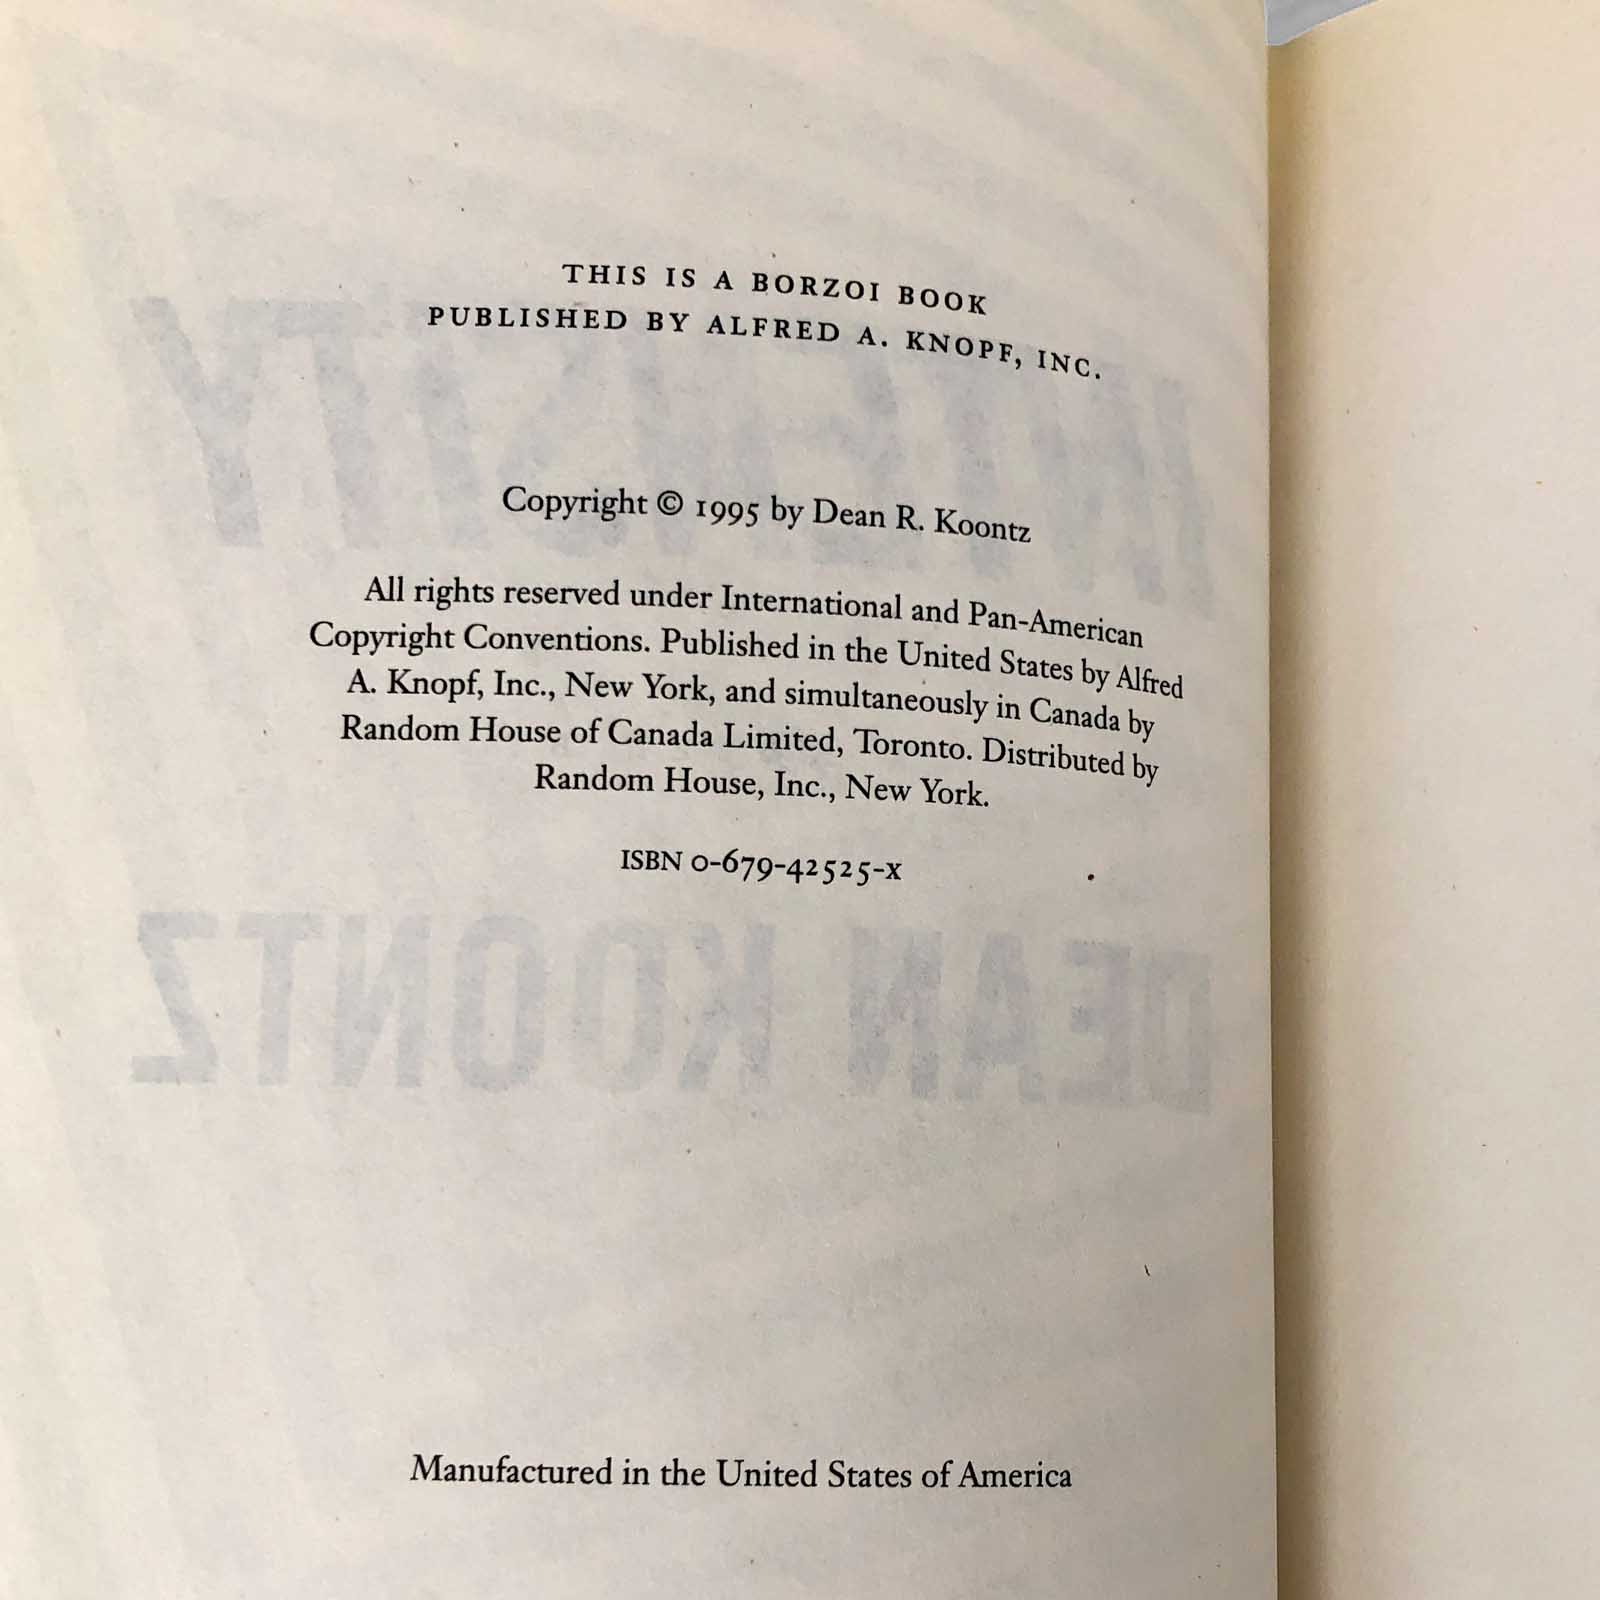 THIS IS A BORZOI BOOK
PUBLISHED BY ALFRED A. KNOPF, INC.
Copyright © 1995 by Dean R. Koontz
All rights reserved under International and Pan-American
Copyright Conventions. Published in the United States by Alfred
A. Knopf, Inc., New York, and simultaneously in Canada by
Random House of Canada Limited, Toronto. Distributed by
Random House, Inc., New York.
ISBN 0-679-42525-X
Manufactured in the United States of America
INTENSITY
DEAN KOONTZ